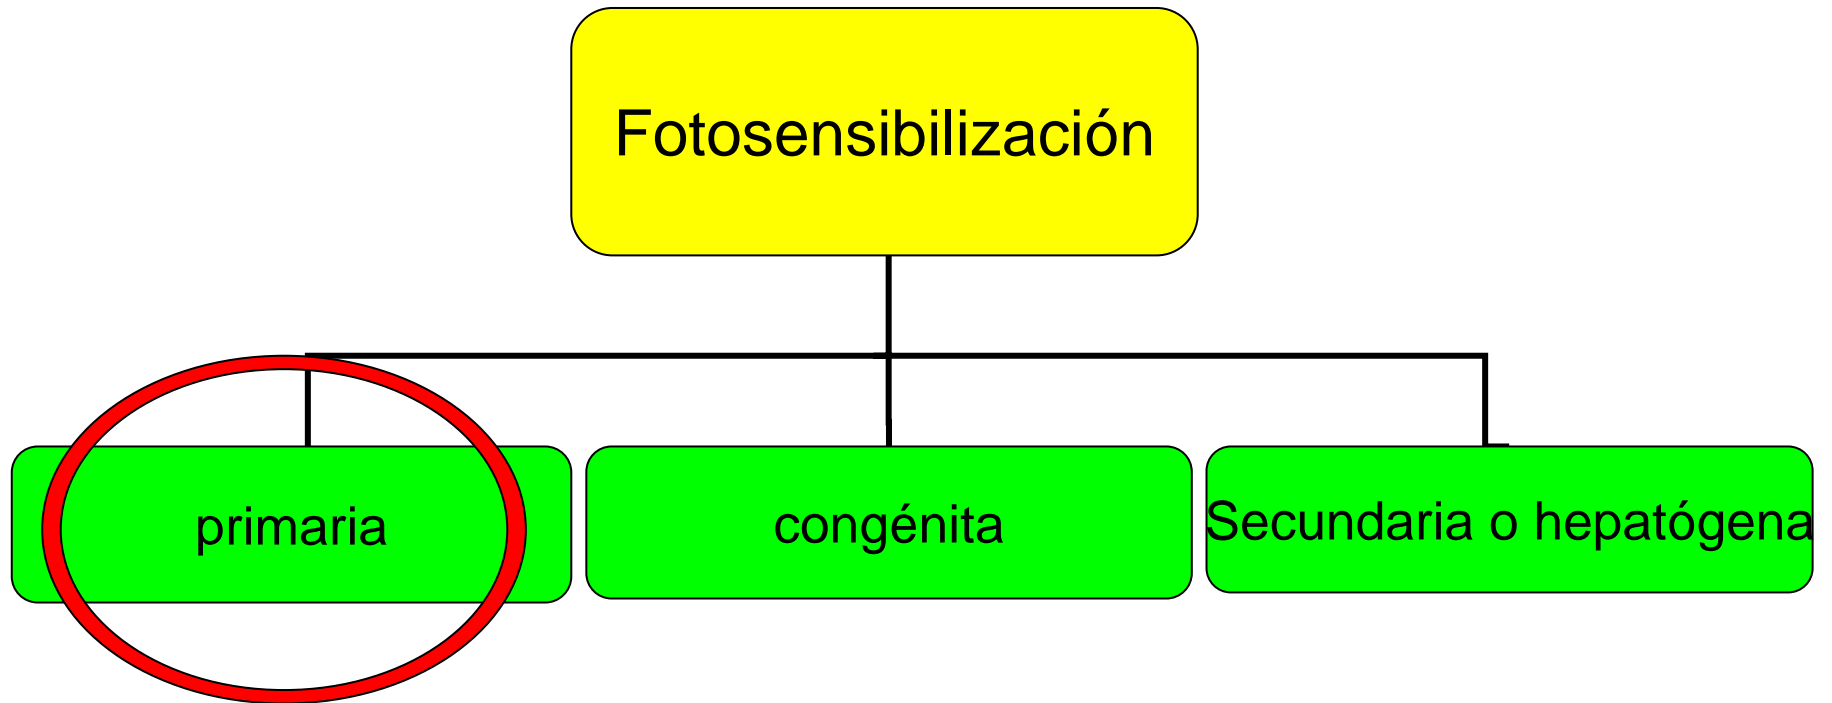 Fotosensibilización
primaria
congénita
Secundaria o hepatógena